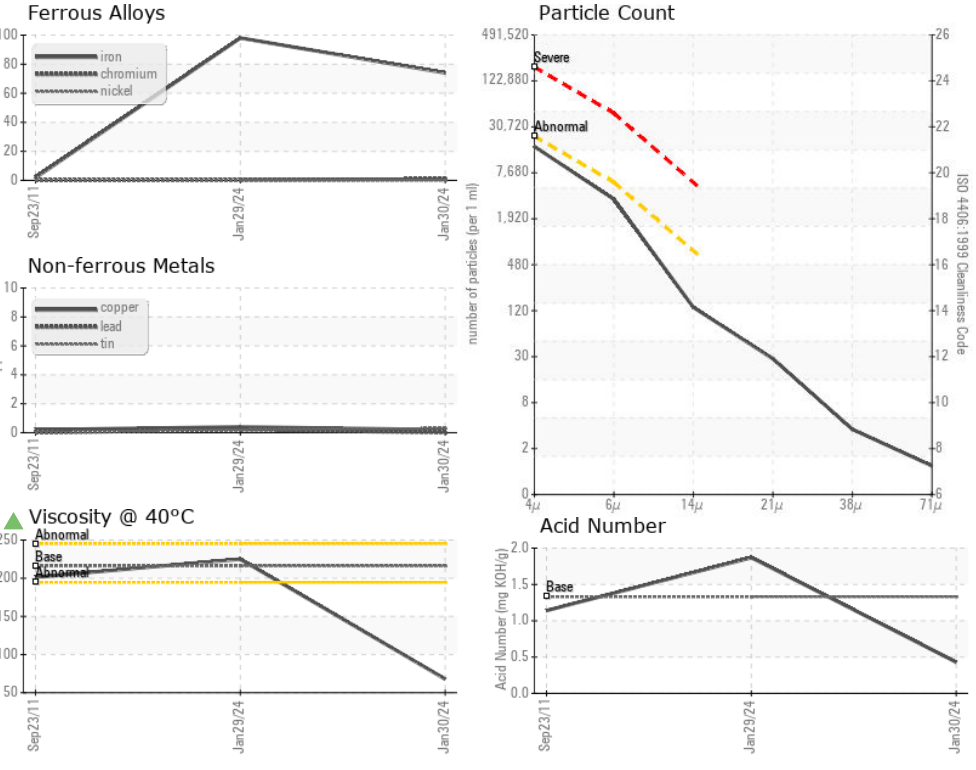 Ferrous Alloys
100
80
60
40
20
0
iron
chromium
nickel
Sep23/11
Jan29/24
Jan30/24
Non-ferrous Metals
10
8
6
4
2
0
copper
lead
tin
Sep23/11
Jan29/24
Jan30/24
Viscosity @ 40°C
250
200
150
100
50
Abnormal
Base
Abnormal
Sep23/11
Jan29/24
Jan30/24
Particle Count
number of particles (per 1 ml)
491,520
122,880
30,720
7,680
1,920
480
120
30
8
2
0
Severe
Abnormal
4µ
6µ
14µ
21µ
38µ
71µ
26
24
22
20
18
16
14
12
10
8
6
ISO 4406:1999 Cleanliness Code
Acid Number
Acid Number (mg KOH/g)
2.0
1.5
1.0
0.5
0.0
Base
Sep23/11
Jan29/24
Jan30/24